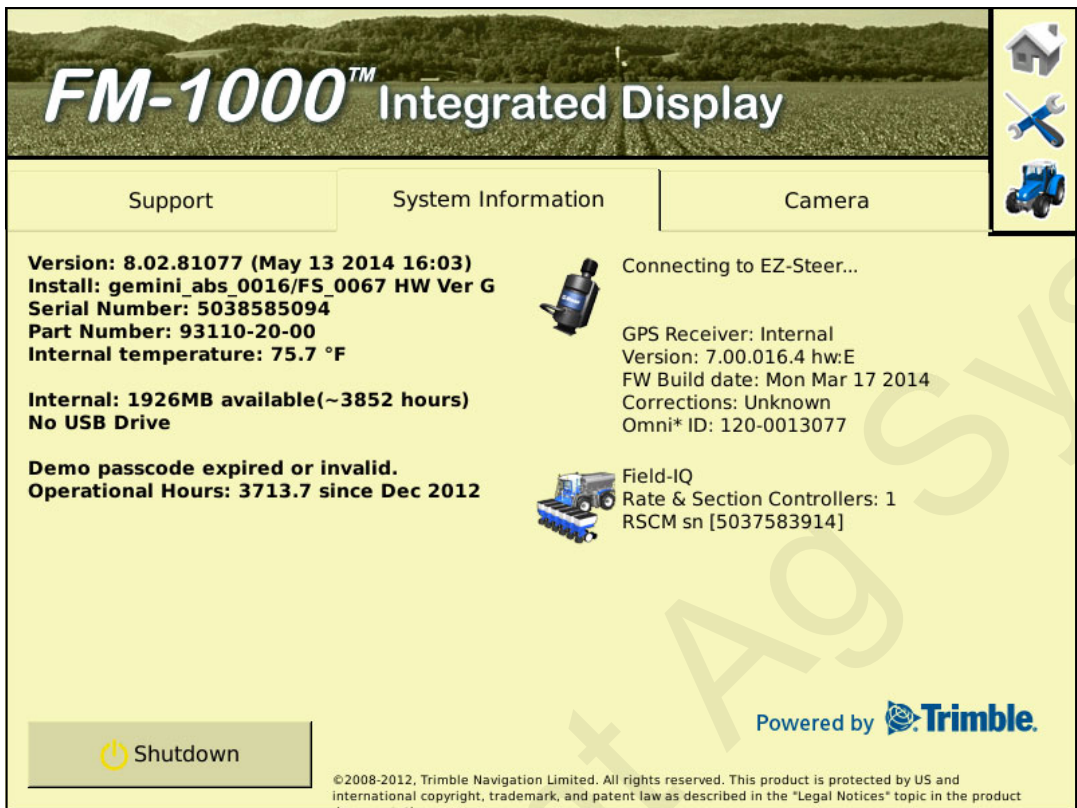 FM-1000™ Integrated Display
Support
System Information
Camera
Version: 8.02.81077 (May 13 2014 16:03)
Install: gemini_abs_0016/FS_0067 HW Ver G
Serial Number: 5038585094
Part Number: 93110-20-00
Internal temperature: 75.7 °F
Internal: 1926MB available(~3852 hours)
No USB Drive
Demo passcode expired or invalid.
Operational Hours: 3713.7 since Dec 2012
Connecting to EZ-Steer...
GPS Receiver: Internal
Version: 7.00.016.4 hw:E
FW Build date: Mon Mar 17 2014
Corrections: Unknown
Omni* ID: 120-0013077
Field-IQ
Rate & Section Controllers: 1
RSCM sn [5037583914]
Powered by Trimble.
Shutdown
©2008-2012, Trimble Navigation Limited. All rights reserved. This product is protected by US and
international copyright, trademark, and patent law as described in the "Legal Notices" topic in the product
t Ag Sys